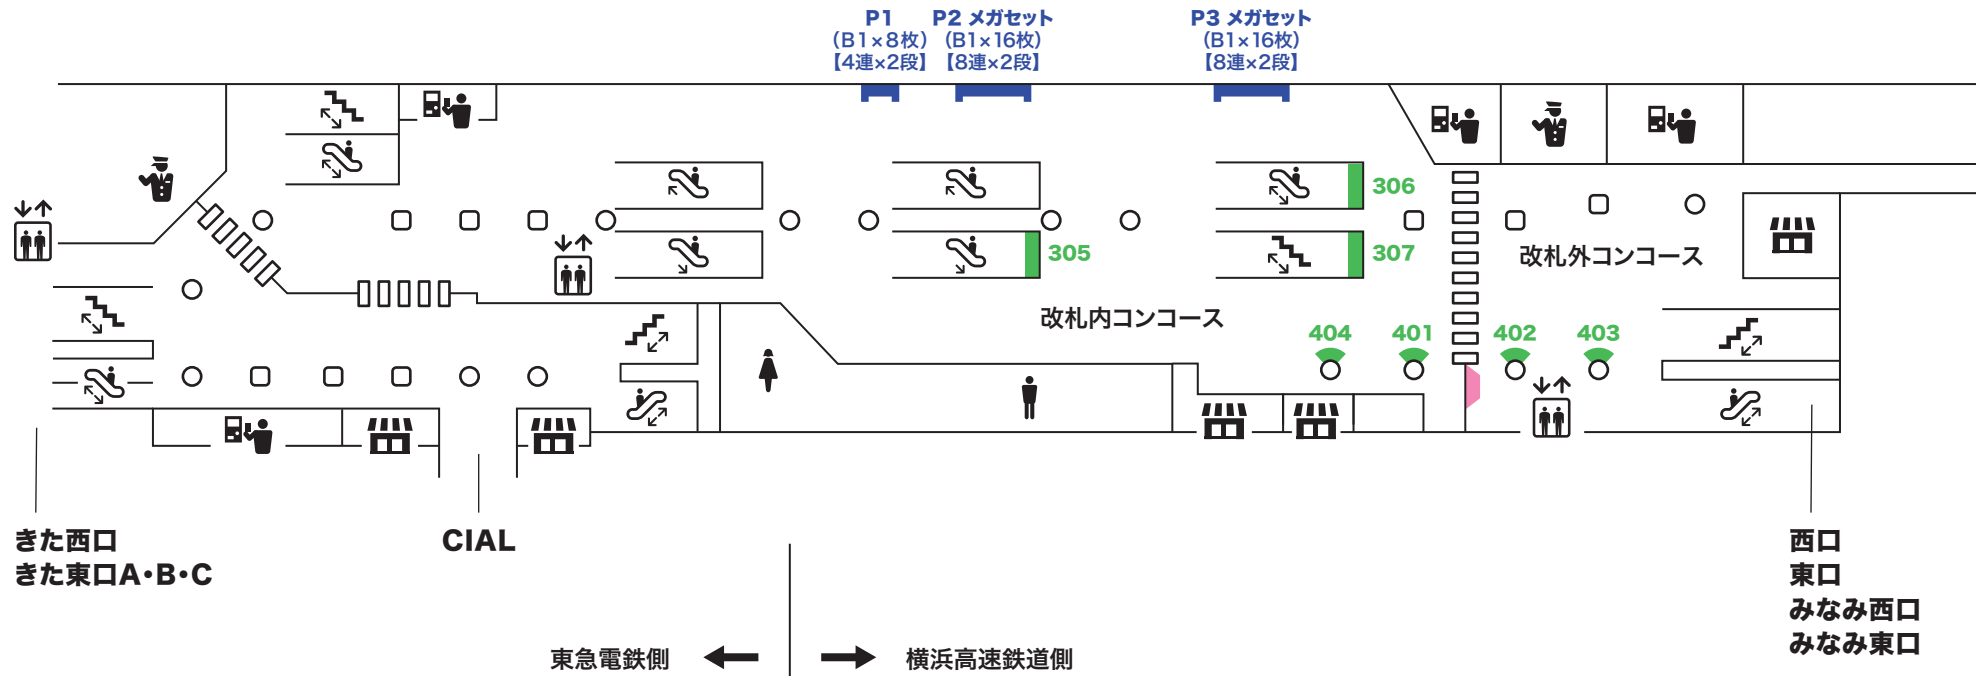 P1
(B1×8枚)
【4連×2段】
P2 メガセット
(B1×16枚)
【8連×2段】
P3 メガセット
(B1×16枚)
【8連×2段】
306
305
307
改札外コンコース
改札内コンコース
404
401
402
403
きた西口
きた東口A・B・C
CIAL
西口
東口
みなみ西口
みなみ東口
東急電鉄側
横浜高速鉄道側